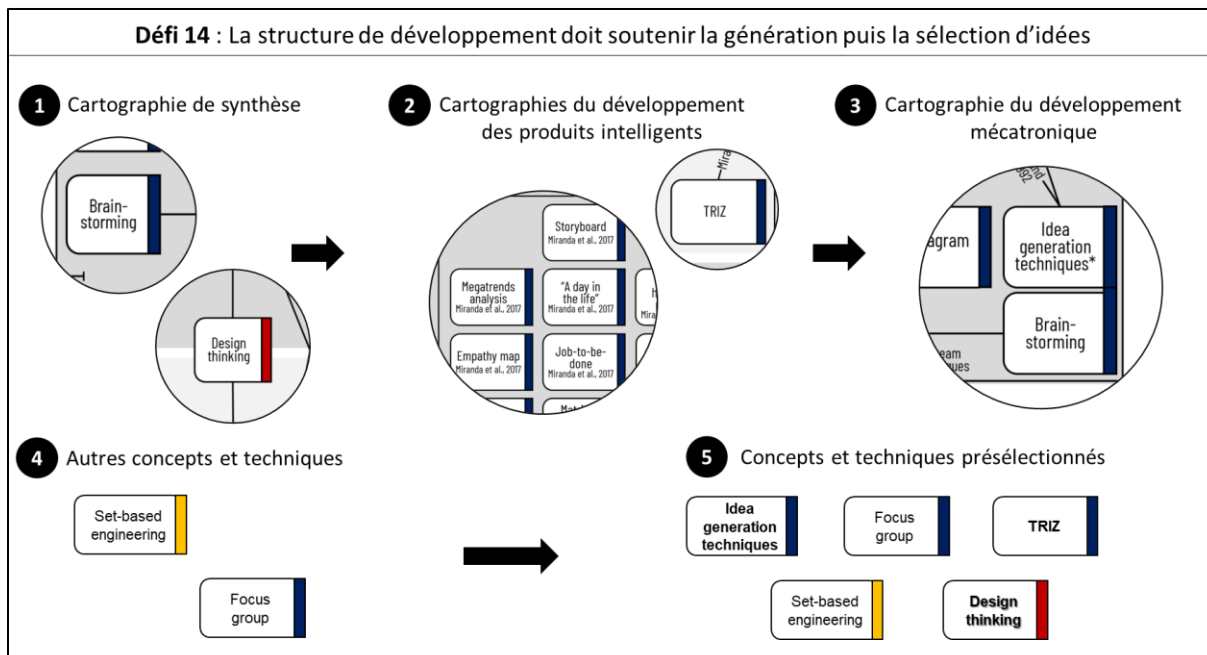 Défi 14 : La structure de développement doit soutenir la génération puis la sélection d'idées
1 Cartographie de synthèse
Brain-
storming
Design
thinking
2 Cartographies du développement
des produits intelligents
TRIZ
Storyboard
Miranda et al., 2017
Megatrends
analysis
Miranda et al., 2017
"A day in
the life"
Miranda et al., 2017
Empathy map
Miranda et al., 2017
Job-to-be-
done
Miranda et al., 2017
3 Cartographie du développement
mécatronique
agram
Idea
generation
techniques*
Brain-
storming
4 Autres concepts et techniques
Set-based
engineering
Focus
group
5 Concepts et techniques présélectionnés
Idea
generation
techniques
Focus
group
TRIZ
Set-based
engineering
Design
thinking